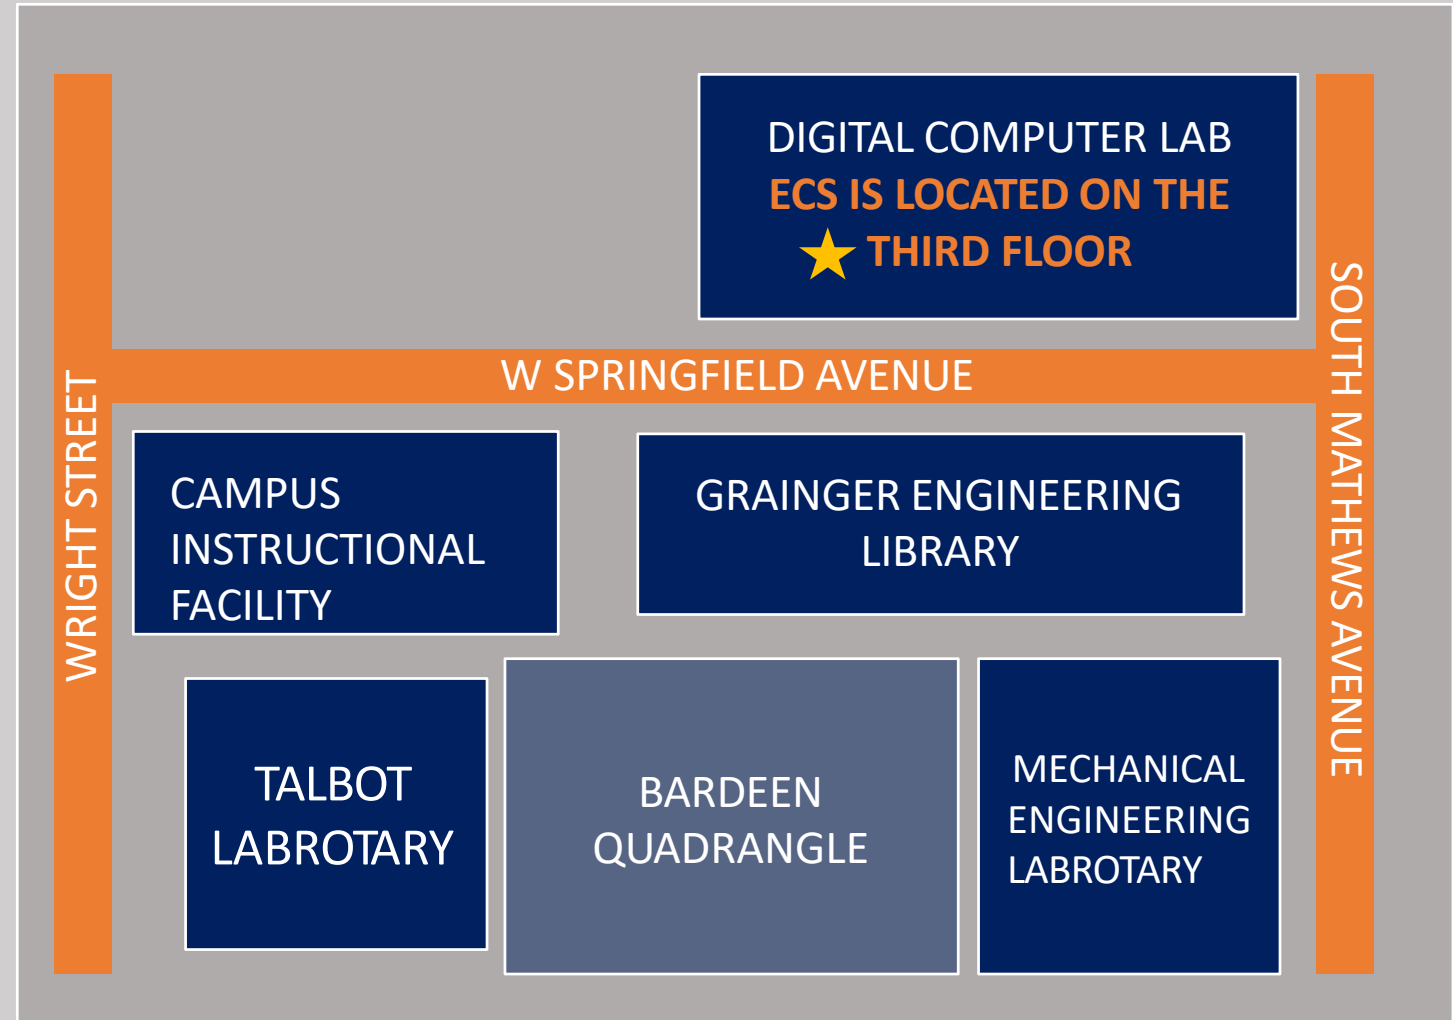 DIGITAL COMPUTER LAB
ECS IS LOCATED ON THE
THIRD FLOOR
W SPRINGFIELD AVENUE
WRIGHT STREET
SOUTH MATHEWS AVENUE
CAMPUS
INSTRUCTIONAL
FACILITY
GRAINGER ENGINEERING
LIBRARY
TALBOT
LABROTARY
BARDEEN
QUADRANGLE
MECHANICAL
ENGINEERING
LABROTARY